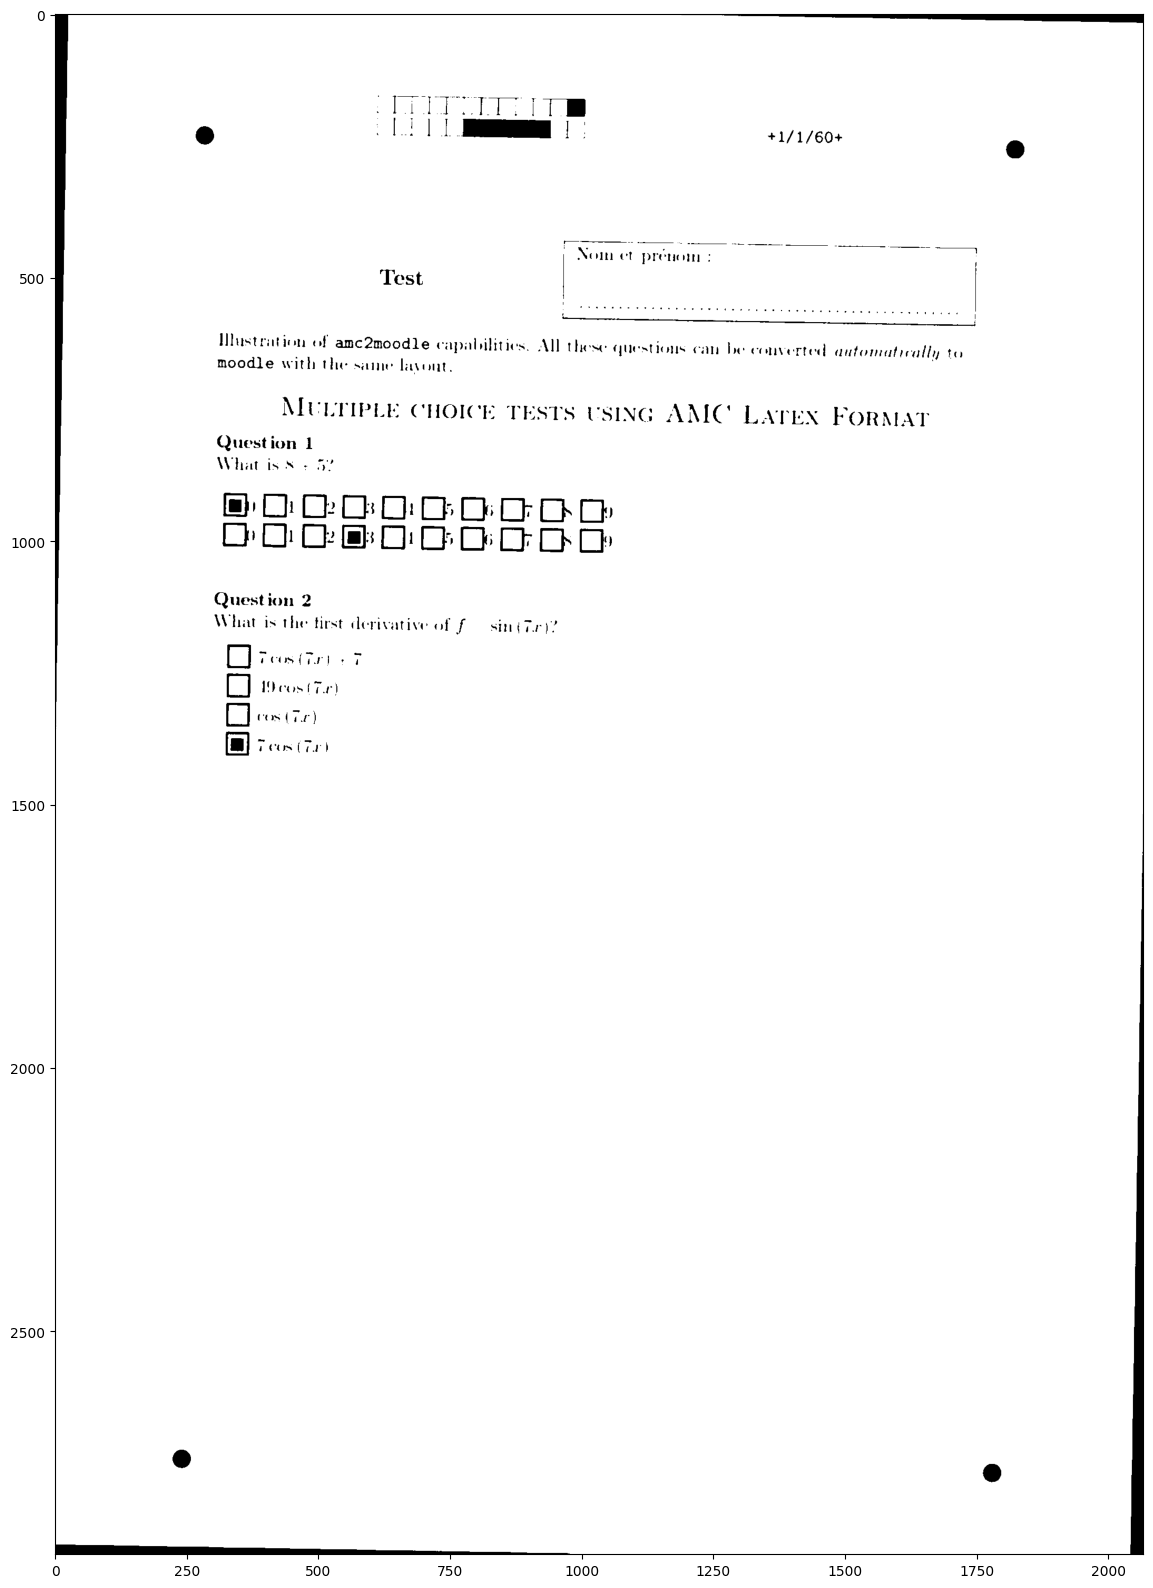 +1/1/60+
Nom et prénom :
Test
Illustration of amc2moodle capabilities. All these questions can be converted automatically to
moodle with the same layout.
MULTIPLE CHOICE TESTS USING AMC LATEX FORMAT
Question 1
What is 8 + 5?
0 1 2 3 4 5 6 7 8 9
0 1 2 3 4 5 6 7 8 9
Question 2
What is the first derivative of f = sin(7x)?
7 cos(7x) + 7
49 cos(7x)
cos(7x)
7 cos(7x)
0
500
1000
1500
2000
2500
0 250 500 750 1000 1250 1500 1750 2000